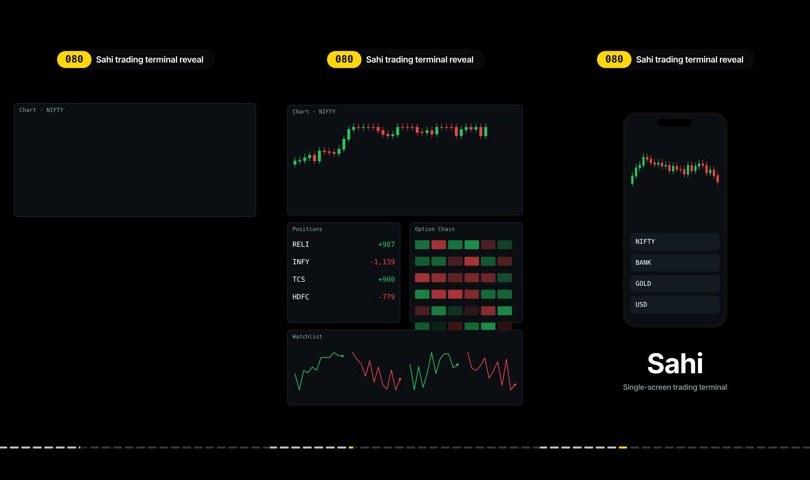 080 Sahi trading terminal reveal
Chart · NIFTY
080 Sahi trading terminal reveal
Chart · NIFTY
Positions
RELI +987
INFY -1,139
TCS +900
HDFC -779
Option Chain
Watchlist
080 Sahi trading terminal reveal
NIFTY
BANK
GOLD
USD
Sahi
Single-screen trading terminal